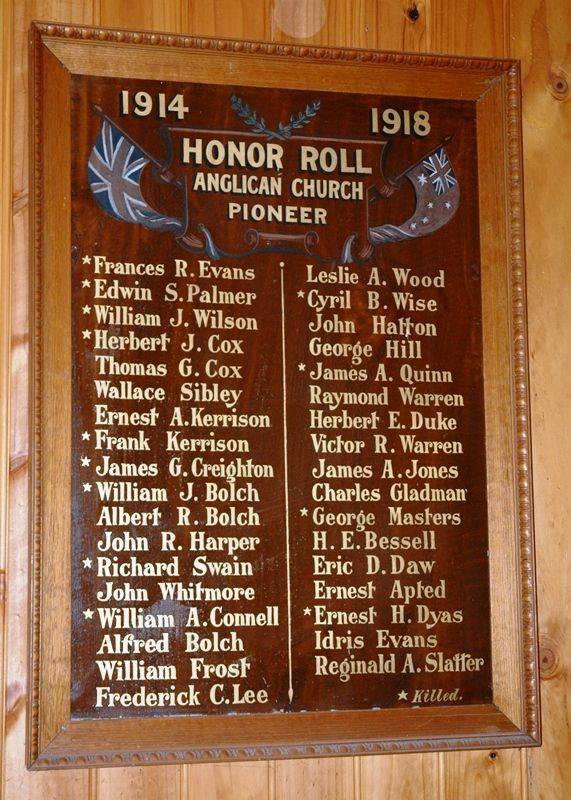 1914 1918
HONOR ROLL
ANGLICAN CHURCH
PIONEER
*Frances R. Evans
*Edwin S. Palmer
*William J. Wilson
*Herbert J. Cox
Thomas G. Cox
Wallace Sibley
Ernest A. Kerrison
*Frank Kerrison
*James G. Creighton
*William J. Bolch
Albert R. Bolch
John R. Harper
*Richard Swain
John Whitmore
*William A. Connell
Alfred Bolch
William Frost
Frederick C. Lee
Leslie A. Wood
*Cyril B. Wise
John Hatton
George Hill
*James A. Quinn
Raymond Warren
Herbert E. Duke
Victor R. Warren
James A. Jones
Charles Gladman
*George Masters
H. E. Bessell
Eric D. Daw
Ernest Apted
*Ernest H. Dyas
Idris Evans
Reginald A. Slatter
*Killed.